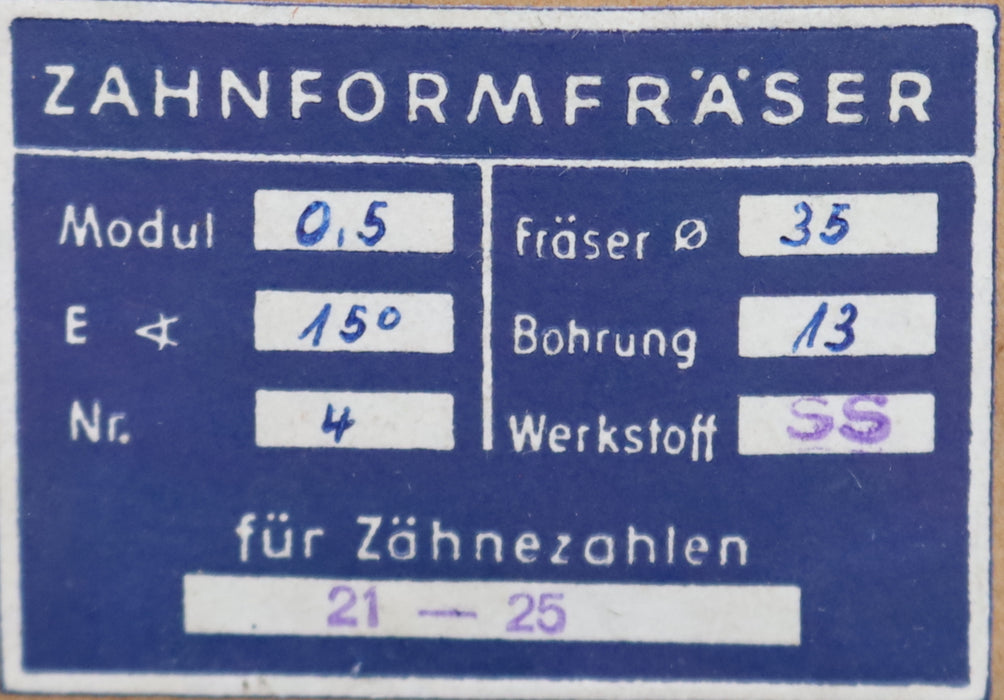 ZAHNFORMFRÄSER
Modul 0,5
E ∢ 15°
Nr. 4
Fräser ⌀ 35
Bohrung 13
Werkstoff SS
für Zähnezahlen
21 — 25